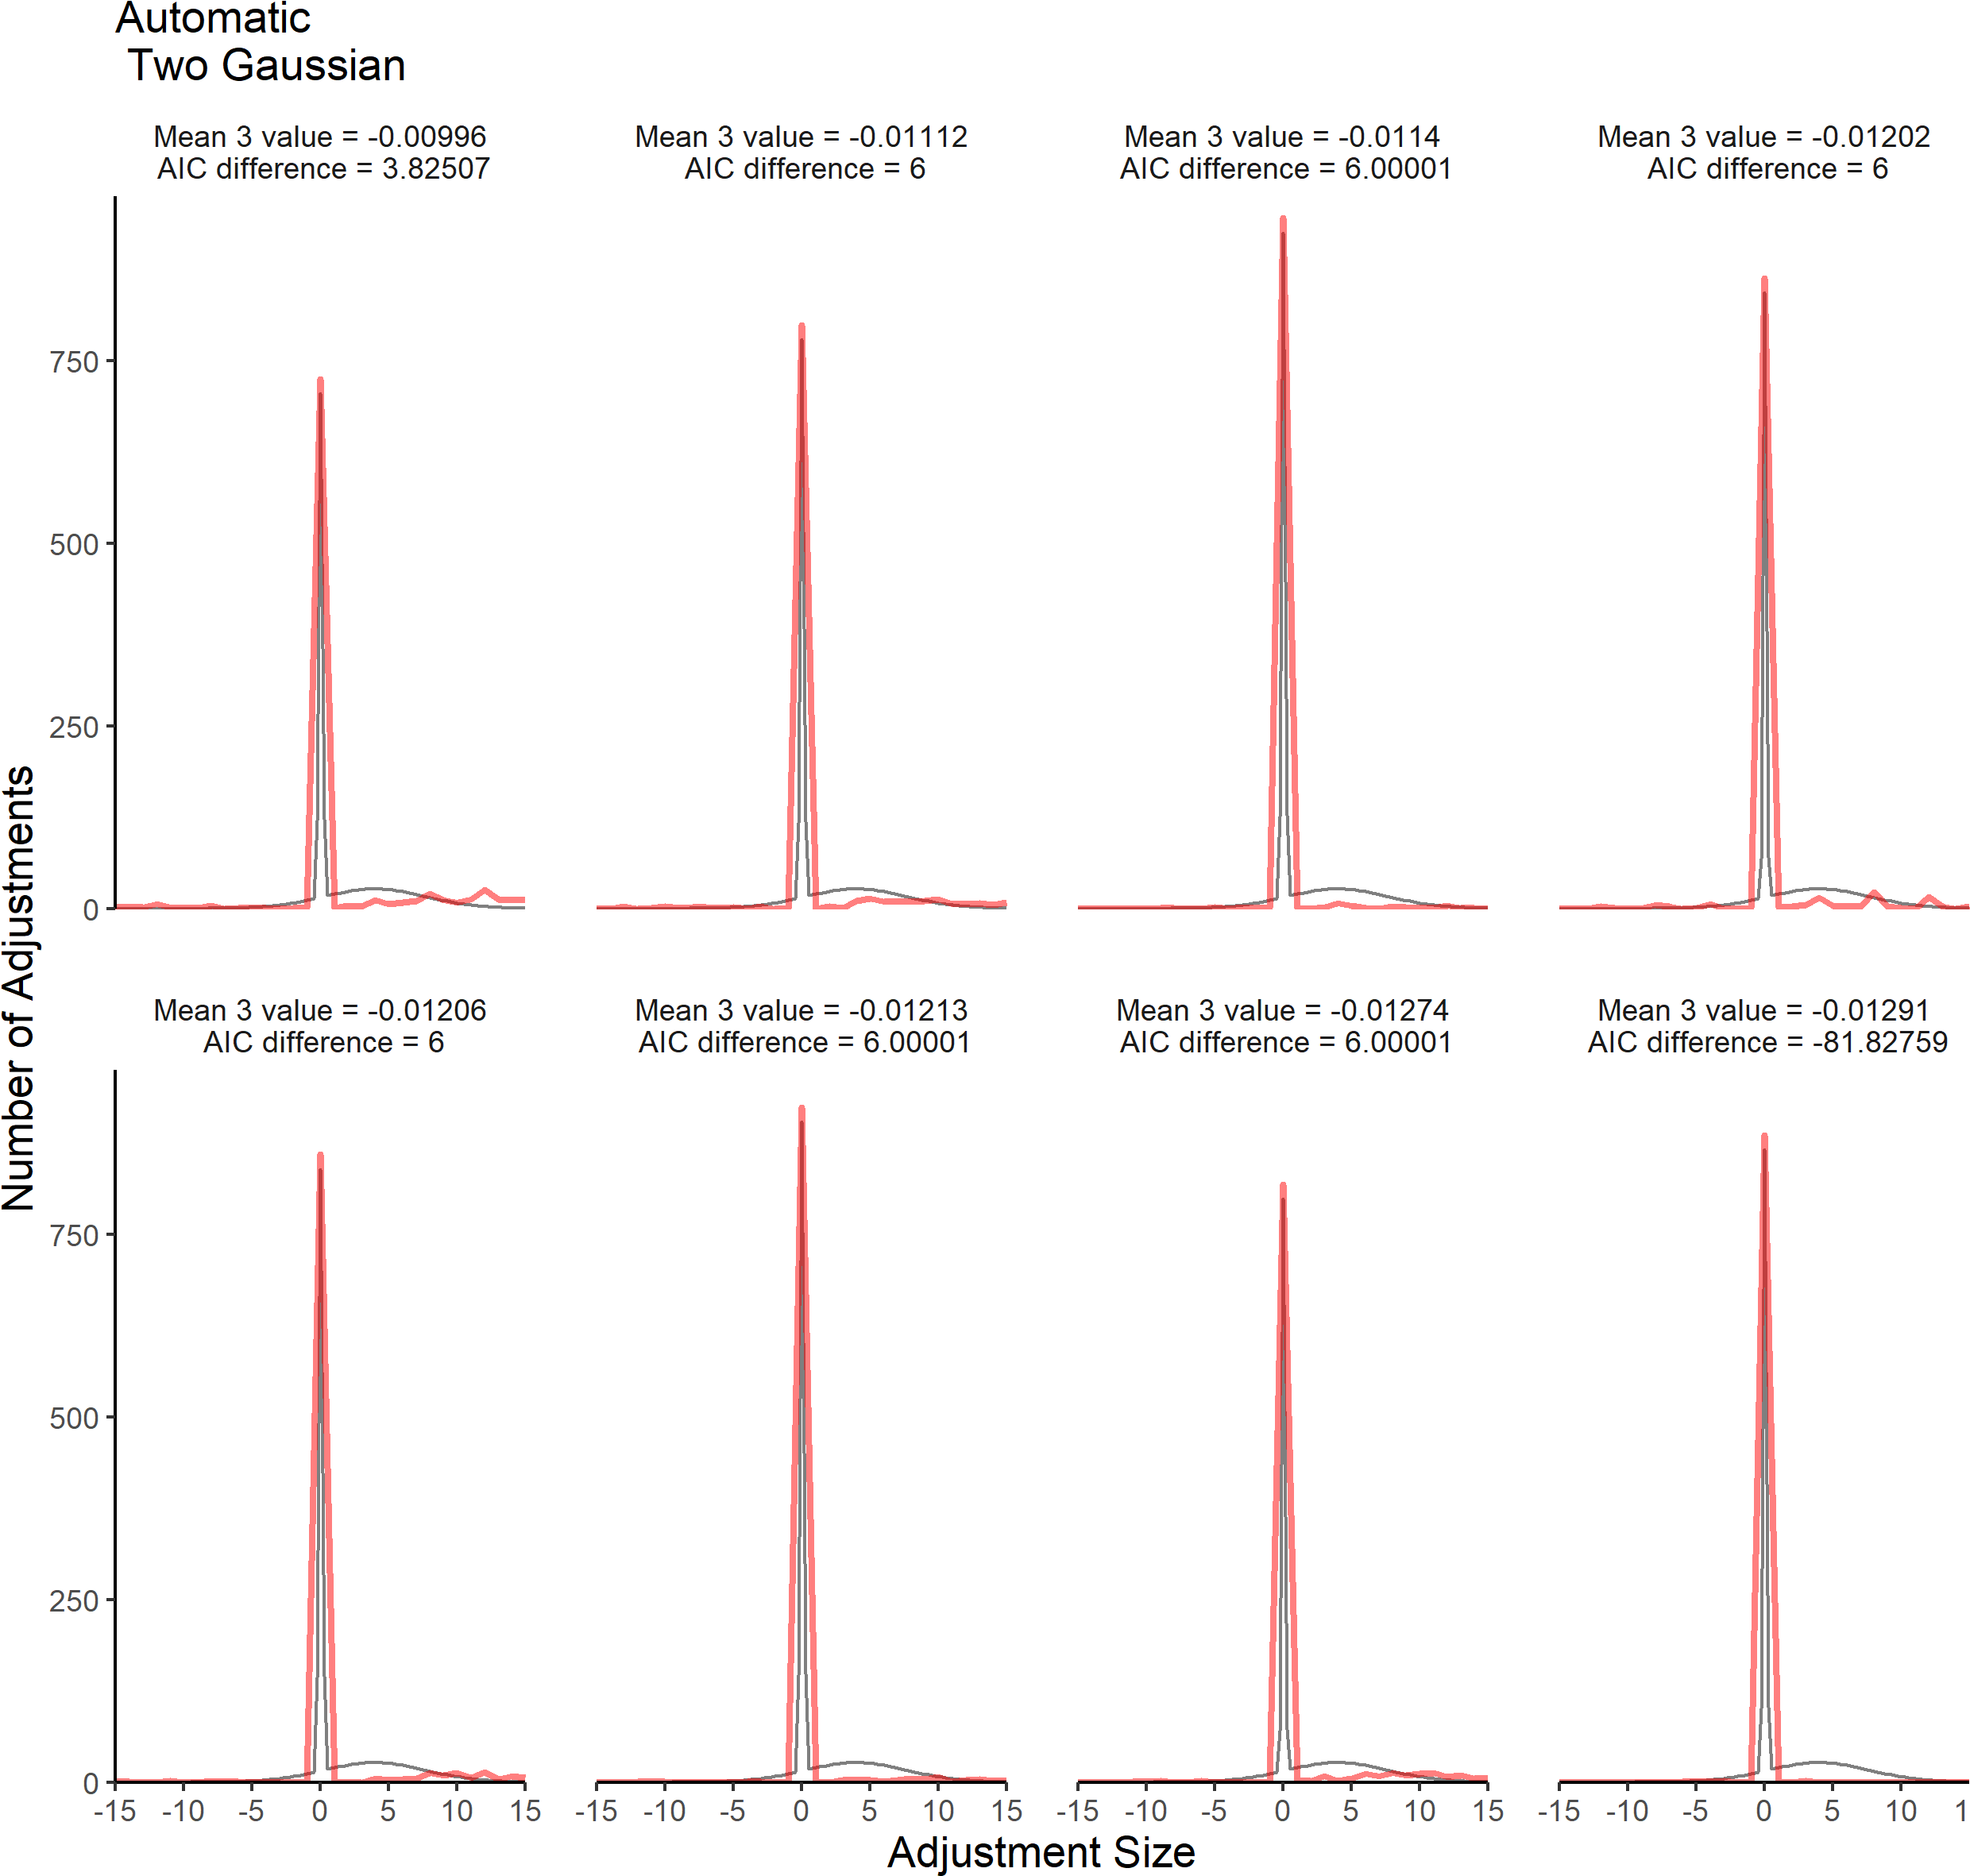 Automatic
Two Gaussian
Mean 3 value = -0.00996
AIC difference = 3.82507
Mean 3 value = -0.01112
AIC difference = 6
Mean 3 value = -0.0114
AIC difference = 6.00001
Mean 3 value = -0.01202
AIC difference = 6
750
500
250
0
Number of Adjustments
Mean 3 value = -0.01206
AIC difference = 6
Mean 3 value = -0.01213
AIC difference = 6.00001
Mean 3 value = -0.01274
AIC difference = 6.00001
Mean 3 value = -0.01291
AIC difference = -81.82759
750
500
250
0
-15 -10 -5 0 5 10 15
-15 -10 -5 0 5 10 15
-15 -10 -5 0 5 10 15
-15 -10 -5 0 5 10 1
Adjustment Size